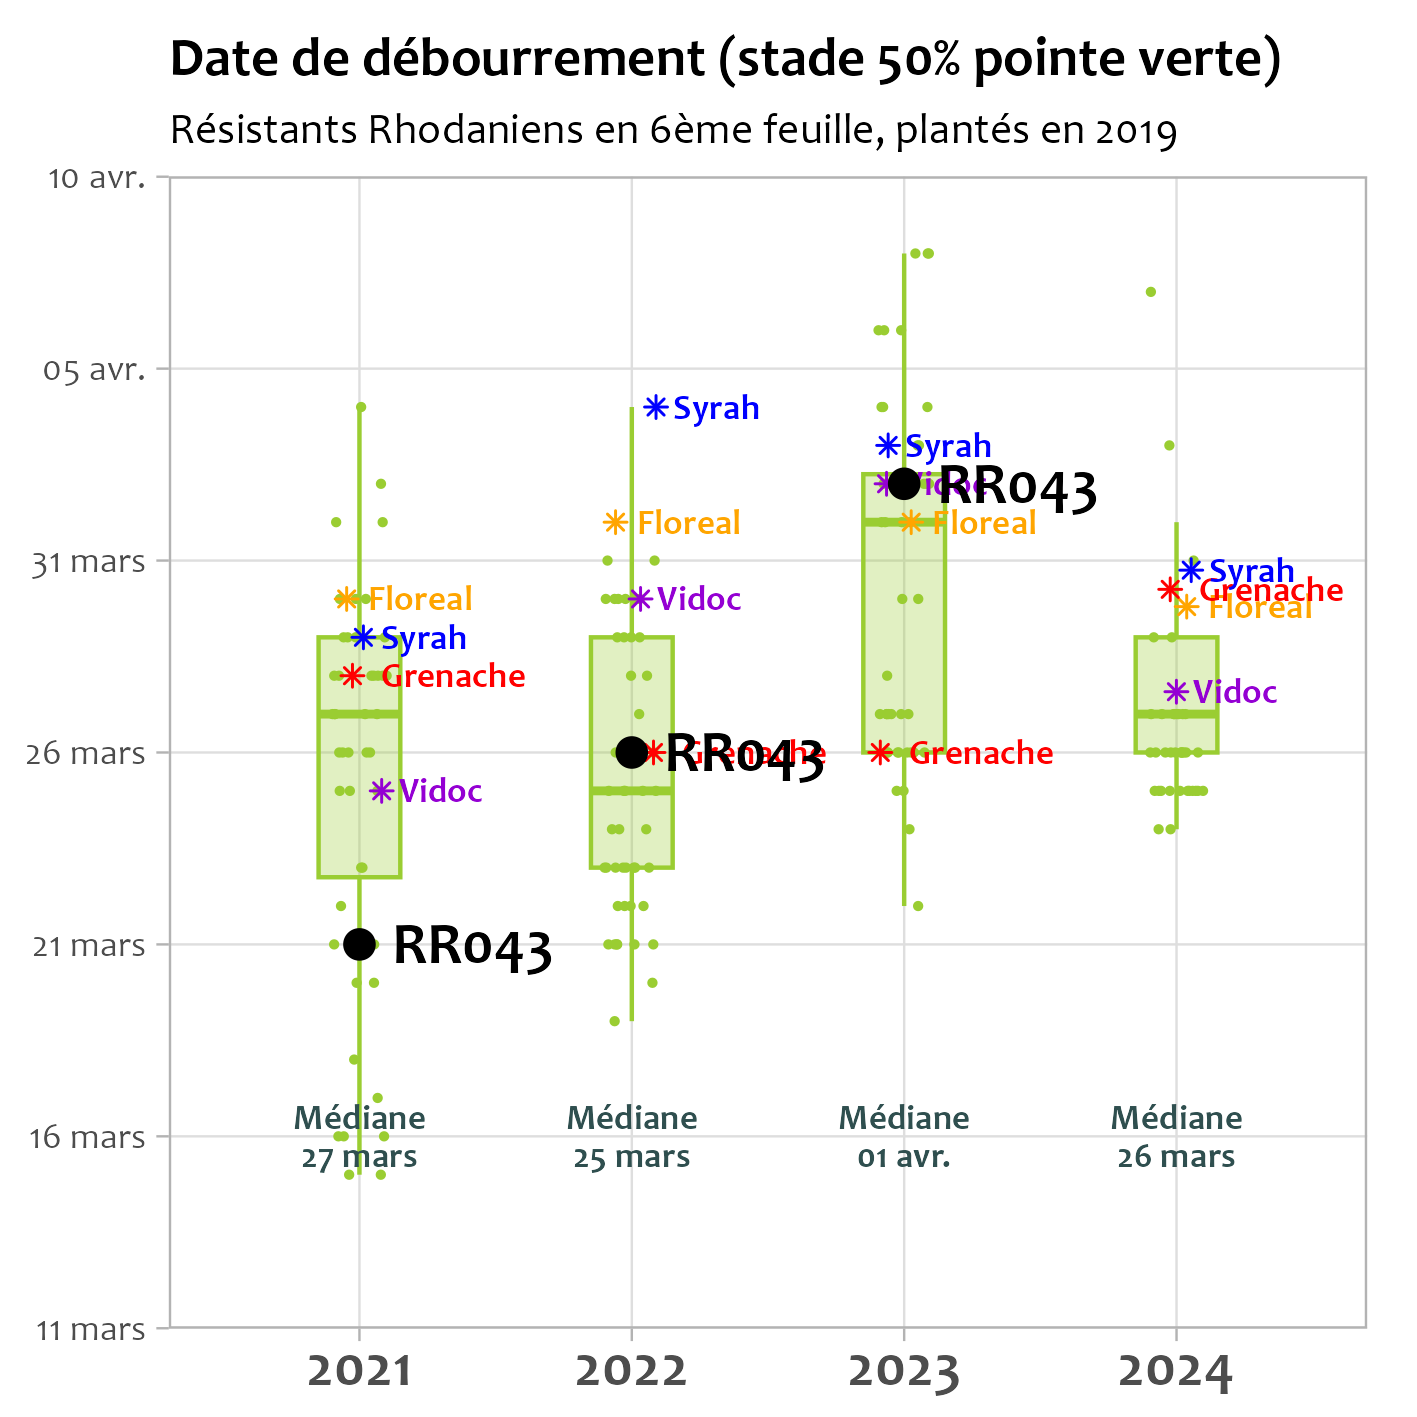 Date de débourrement (stade 50% pointe verte)
Résistants Rhodaniens en 6ème feuille, plantés en 2019
10 avr.
05 avr.
31 mars
26 mars
21 mars
16 mars
11 mars
Floreal
Syrah
Grenache
Vidoc
RR043
Médiane
27 mars
Syrah
Floreal
Vidoc
Grenache
RR043
Médiane
25 mars
Syrah
Vidoc
RR043
Floreal
Grenache
Médiane
01 avr.
Syrah
Grenache
Floreal
Vidoc
Médiane
26 mars
2021
2022
2023
2024